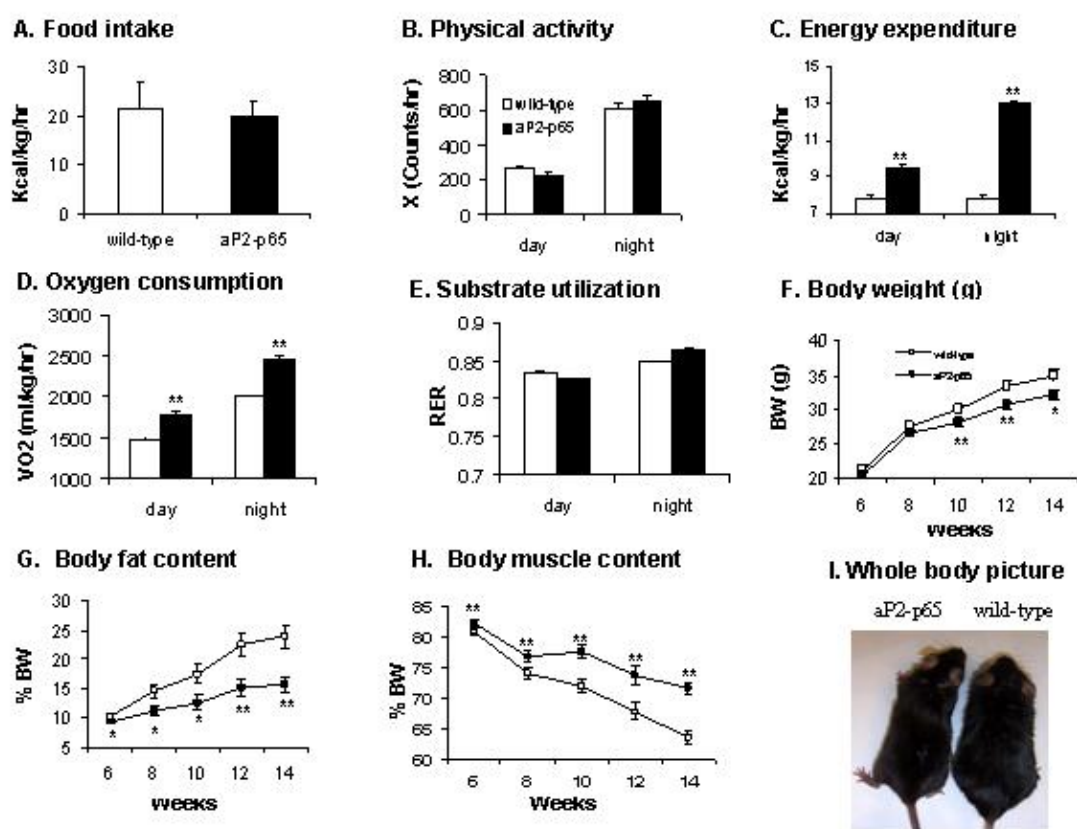 A. Food intake
Kcal/kg/hr
30
20
10
0
wild-type aP2-p65
B. Physical activity
X (Counts.hr)
800
600
400
200
0
wild-type
aP2-p65
day night
C. Energy expenditure
Kcal/kg/hr
15
13
11
9
7
**
**
day night
D. Oxygen consumption
VO2 (ml/kg/hr)
3000
2500
2000
1500
1000
**
**
day night
E. Substrate utilization
RER
0.9
0.85
0.8
0.75
0.7
day night
F. Body weight (g)
BW (g)
40
35
30
25
20
wild-type
aP2-p65
**
**
*
6 8 10 12 14
Weeks
G. Body fat content
% BW
30
25
20
15
10
5
*
*
*
**
**
6 8 10 12 14
Weeks
H. Body muscle content
% BW
85
80
75
70
65
60
**
**
**
**
**
6 8 10 12 14
Weeks
I. Whole body picture
aP2-p65 wild-type